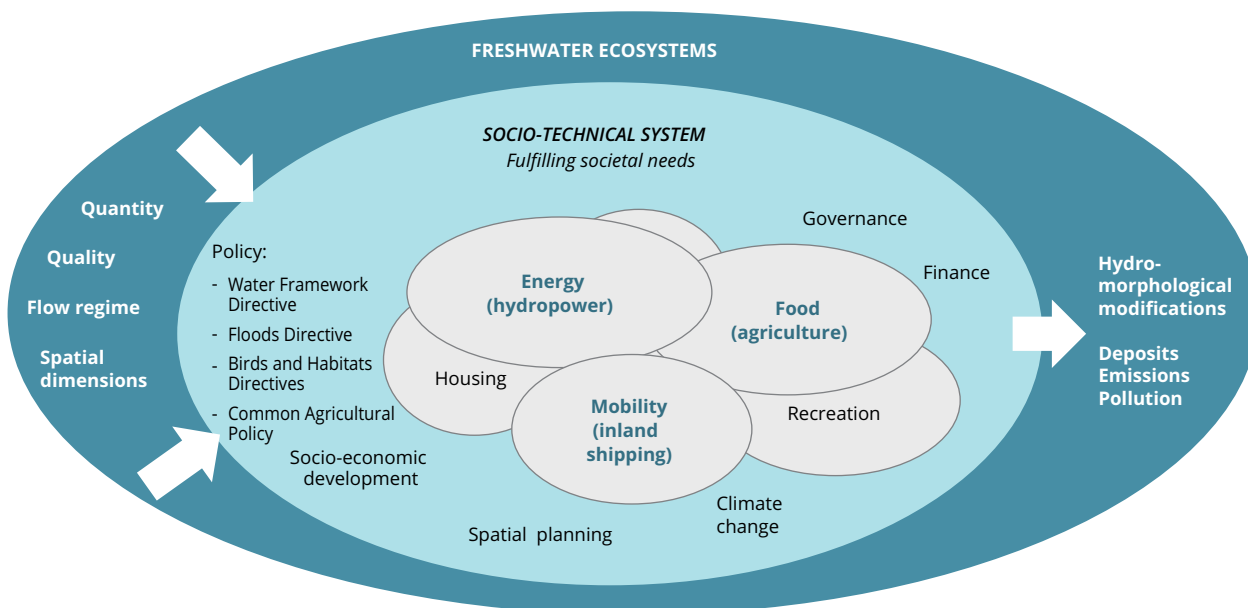 FRESHWATER ECOSYSTEMS
SOCIO-TECHNICAL SYSTEM
Fulfilling societal needs
Quantity
Quality
Flow regime
Spatial
dimensions
Policy:
- Water Framework
Directive
- Floods Directive
- Birds and Habitats
Directives
- Common Agricultural
Policy
Socio-economic
development
Spatial planning
Energy
(hydropower)
Housing
Mobility
(inland
shipping)
Food
(agriculture)
Recreation
Governance
Finance
Climate
change
Hydro-
morphological
modifications
Deposits
Emissions
Pollution